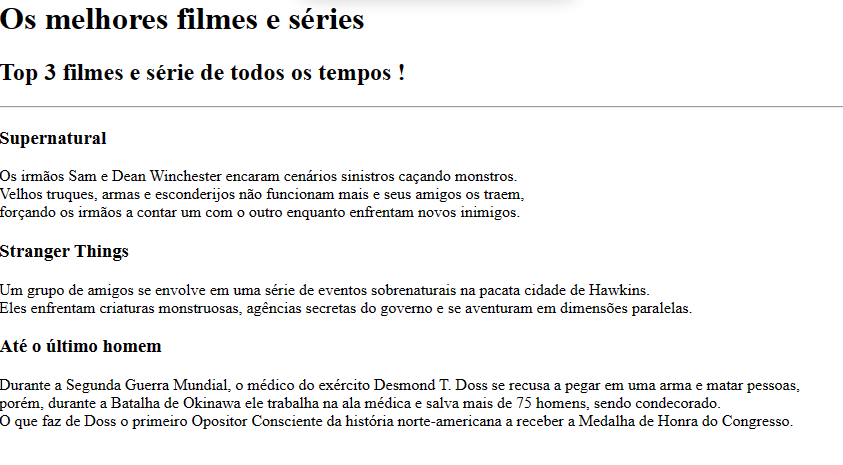 Os melhores filmes e séries
Top 3 filmes e série de todos os tempos !
Supernatural
Os irmãos Sam e Dean Winchester encaram cenários sinistros caçando monstros.
Velhos truques, armas e esconderijos não funcionam mais e seus amigos os traem,
forçando os irmãos a contar um com o outro enquanto enfrentam novos inimigos.
Stranger Things
Um grupo de amigos se envolve em uma série de eventos sobrenaturais na pacata cidade de Hawkins.
Eles enfrentam criaturas monstruosas, agências secretas do governo e se aventuram em dimensões paralelas.
Até o último homem
Durante a Segunda Guerra Mundial, o médico do exército Desmond T. Doss se recusa a pegar em uma arma e matar pessoas,
porém, durante a Batalha de Okinawa ele trabalha na ala médica e salva mais de 75 homens, sendo condecorado.
O que faz de Doss o primeiro Opositor Consciente da história norte-americana a receber a Medalha de Honra do Congresso.